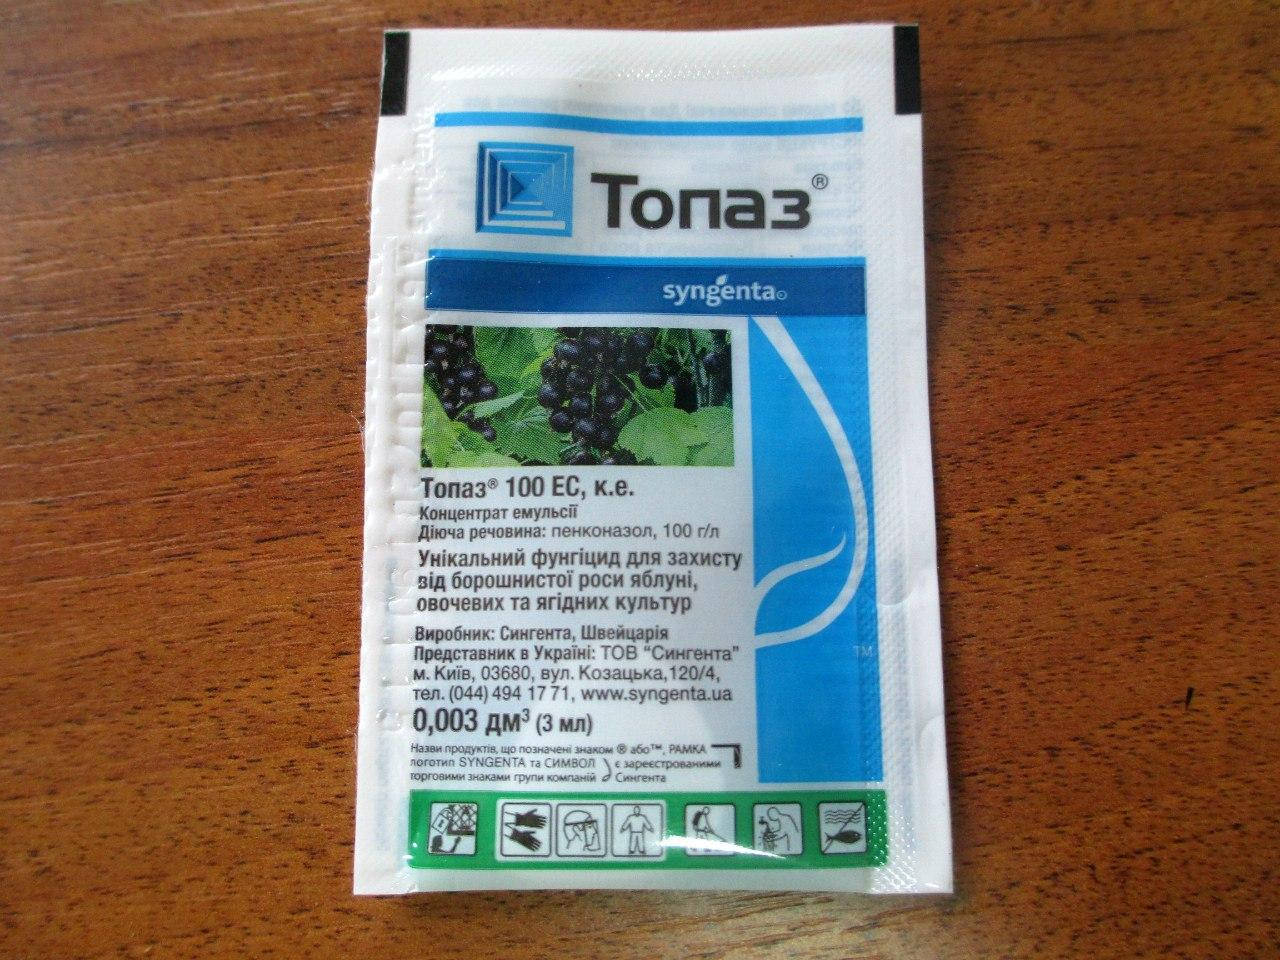 Топаз®
syngenta
Топаз® 100 ЕС, к.е.
Концентрат емульсії
Діюча речовина: пенконазол, 100 г/л
Унікальний фунгіцид для захисту
від борошнистої роси яблуні,
овочевих та ягідних культур
Виробник: Сингента, Швейцарія
Представник в Україні: ТОВ “Сингента”
м. Київ, 03680, вул. Козацька,120/4,
тел. (044) 494 17 71, www.syngenta.ua
TM
0,003 дм³ (3 мл)
Назви продуктів, що позначені знаком ® або™, РАМКА
логотип SYNGENTA та СИМВОЛ є зареєстрованими
торговими знаками групи компаній Сингента